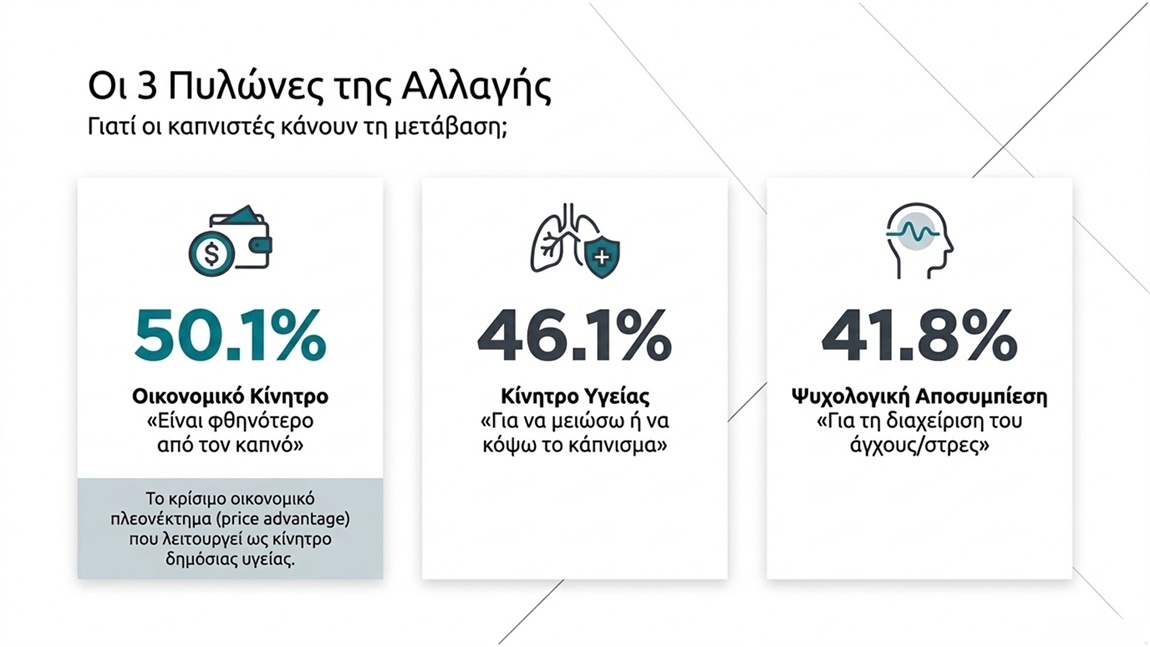 Οι 3 Πυλώνες της Αλλαγής
Γιατί οι καπνιστές κάνουν τη μετάβαση;
$
50.1%
Οικονομικό Κίνητρο
«Είναι φθηνότερο
από τον καπνό»
Το κρίσιμο οικονομικό
πλεονέκτημα (price advantage)
που λειτουργεί ως κίνητρο
δημόσιας υγείας.
46.1%
Κίνητρο Υγείας
«Για να μειώσω ή να
κόψω το κάπνισμα»
41.8%
Ψυχολογική Αποσυμπίεση
«Για τη διαχείριση του
άγχους/στρες»